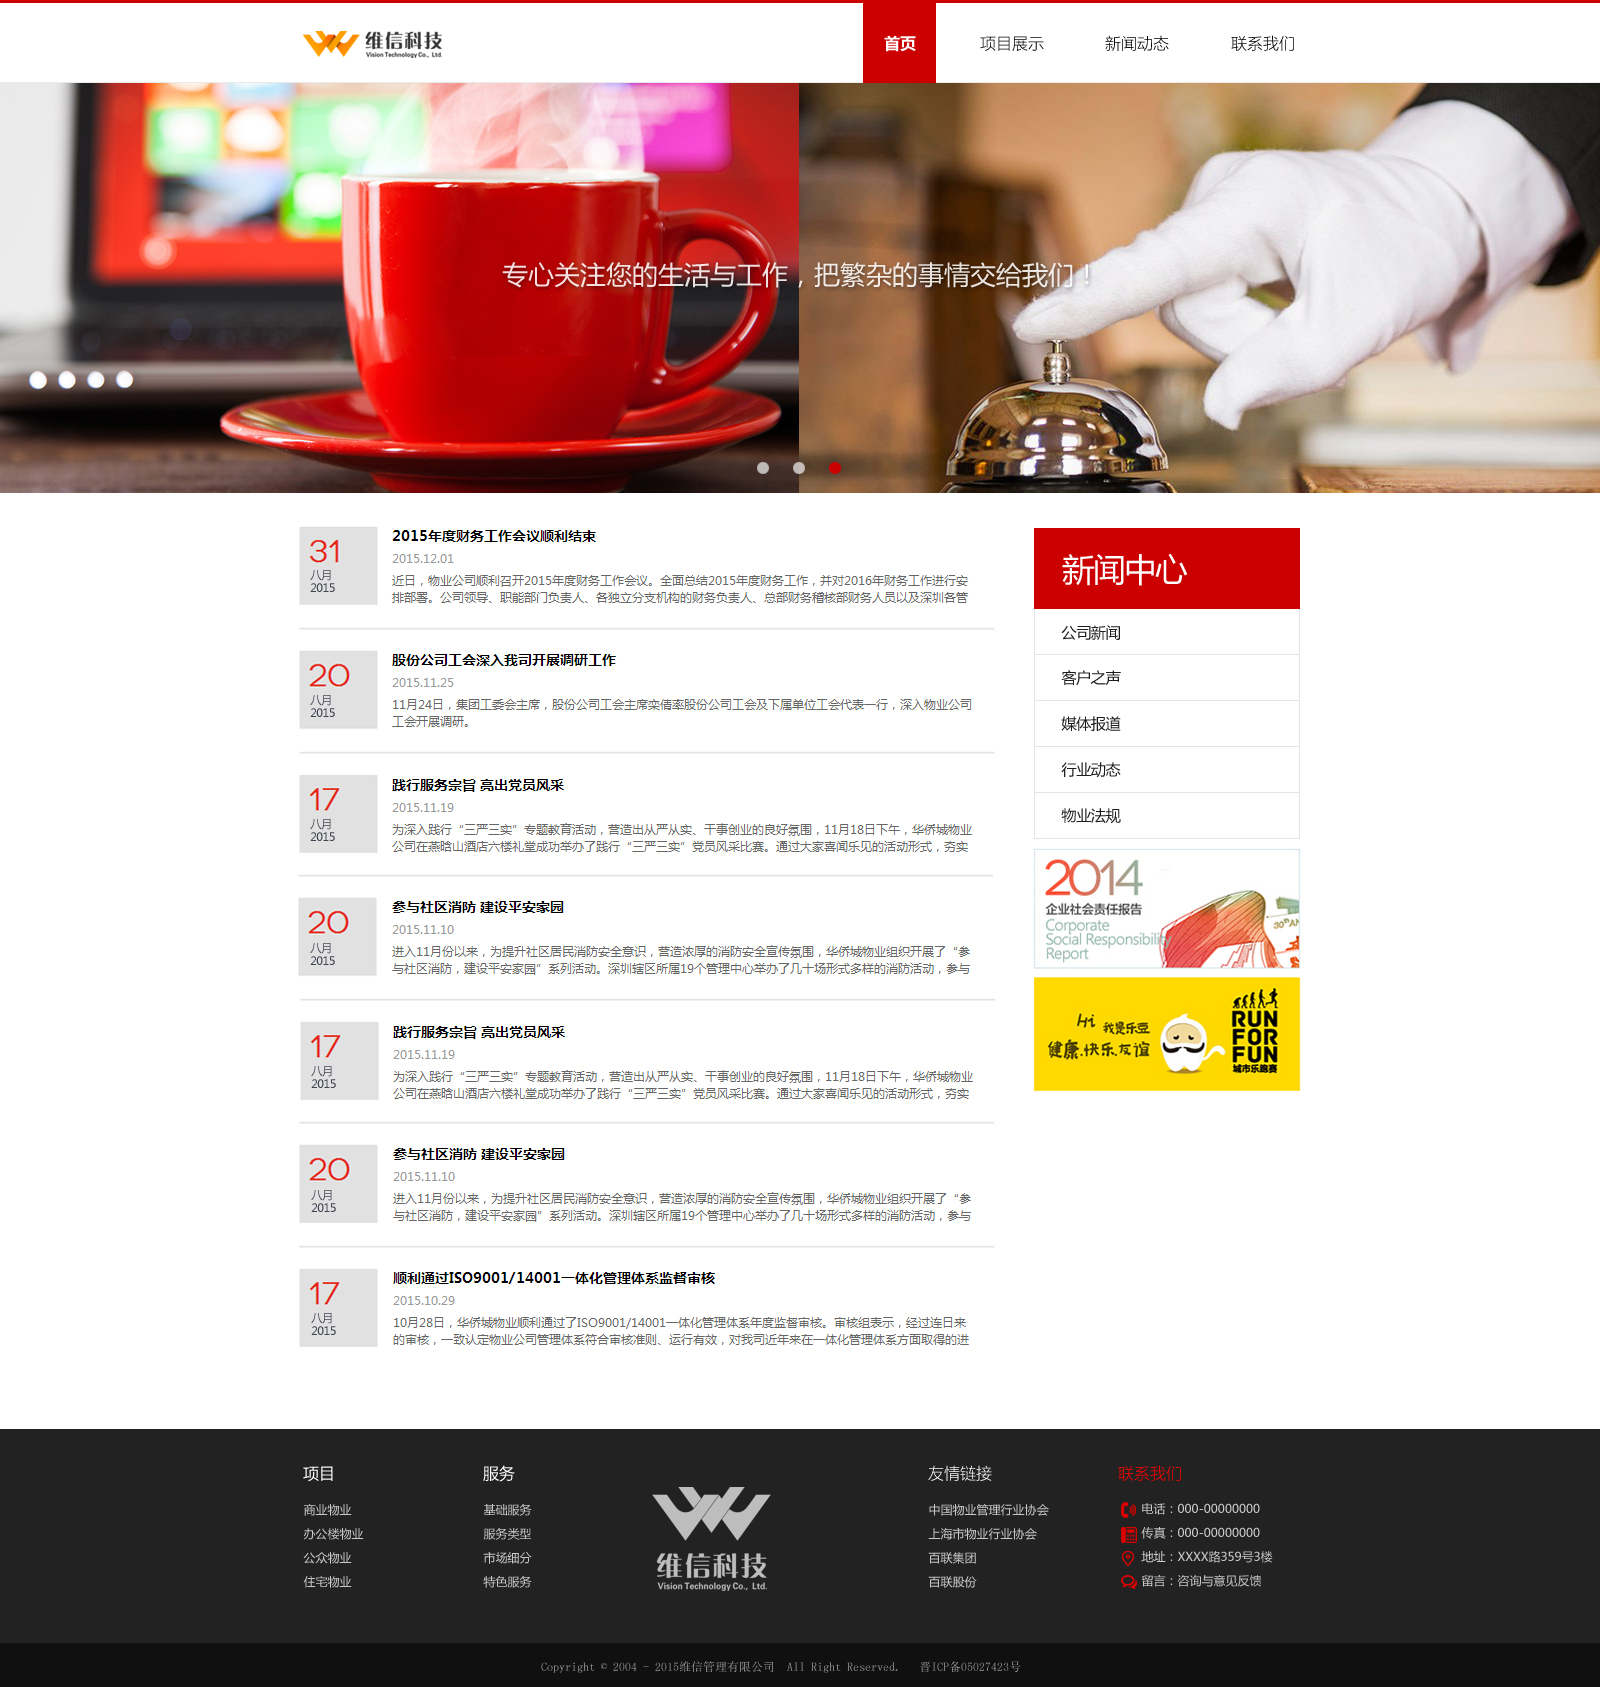 维信科技
Vision Technology Co., Ltd.
首页 项目展示 新闻动态 联系我们
专心关注您的生活与工作，把繁杂的事情交给我们！
31
八月
2015
2015年度财务工作会议顺利结束
2015.12.01
近日，物业公司顺利召开2015年度财务工作会议。全面总结2015年度财务工作，并对2016年财务工作进行安
排部署。公司领导、职能部门负责人、各独立分支机构的财务负责人、总部财务稽核部财务人员以及深圳各管
20
八月
2015
股份公司工会深入我司开展调研工作
2015.11.25
11月24日，集团工委会主席，股份公司工会主席栾倩率股份公司工会及下属单位工会代表一行，深入物业公司
工会开展调研。
17
八月
2015
践行服务宗旨 亮出党员风采
2015.11.19
为深入践行“三严三实”专题教育活动，营造出从严从实、干事创业的良好氛围，11月18日下午，华侨城物业
公司在燕晗山酒店六楼礼堂成功举办了践行“三严三实”党员风采比赛。通过大家喜闻乐见的活动形式，夯实
20
八月
2015
参与社区消防 建设平安家园
2015.11.10
进入11月份以来，为提升社区居民消防安全意识，营造浓厚的消防安全宣传氛围，华侨城物业组织开展了“参
与社区消防，建设平安家园”系列活动。深圳辖区所属19个管理中心举办了几十场形式多样的消防活动，参与
17
八月
2015
践行服务宗旨 亮出党员风采
2015.11.19
为深入践行“三严三实”专题教育活动，营造出从严从实、干事创业的良好氛围，11月18日下午，华侨城物业
公司在燕晗山酒店六楼礼堂成功举办了践行“三严三实”党员风采比赛。通过大家喜闻乐见的活动形式，夯实
20
八月
2015
参与社区消防 建设平安家园
2015.11.10
进入11月份以来，为提升社区居民消防安全意识，营造浓厚的消防安全宣传氛围，华侨城物业组织开展了“参
与社区消防，建设平安家园”系列活动。深圳辖区所属19个管理中心举办了几十场形式多样的消防活动，参与
17
八月
2015
顺利通过ISO9001/14001一体化管理体系监督审核
2015.10.29
10月28日，华侨城物业顺利通过了ISO9001/14001一体化管理体系年度监督审核。审核组表示，经过连日来
的审核，一致认定物业公司管理体系符合审核准则、运行有效，对我司近年来在一体化管理体系方面取得的进
新闻中心
公司新闻
客户之声
媒体报道
行业动态
物业法规
2014
企业社会责任报告
Corporate
Social Responsibility
Report
30th
Hi 我是乐豆
健康.快乐.友谊
RUN
FOR
FUN
城市乐跑赛
项目
商业物业
办公楼物业
公众物业
住宅物业
服务
基础服务
服务类型
市场细分
特色服务
维信科技
Vision Technology Co., Ltd.
友情链接
中国物业管理行业协会
上海市物业行业协会
百联集团
百联股份
联系我们
电话：000-00000000
传真：000-00000000
地址：XXXX路359号3楼
留言：咨询与意见反馈
Copyright © 2004 - 2015维信管理有限公司 All Right Reserved. 晋ICP备05027423号